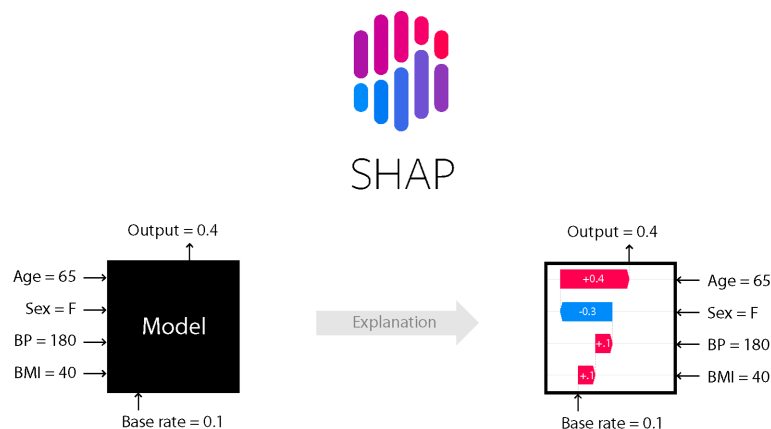 SHAP
Output = 0.4
Age = 65
Sex = F
BP = 180
BMI = 40
Model
Base rate = 0.1
Explanation
Output = 0.4
+0.4
-0.3
+.1
+.1
Age = 65
Sex = F
BP = 180
BMI = 40
Base rate = 0.1